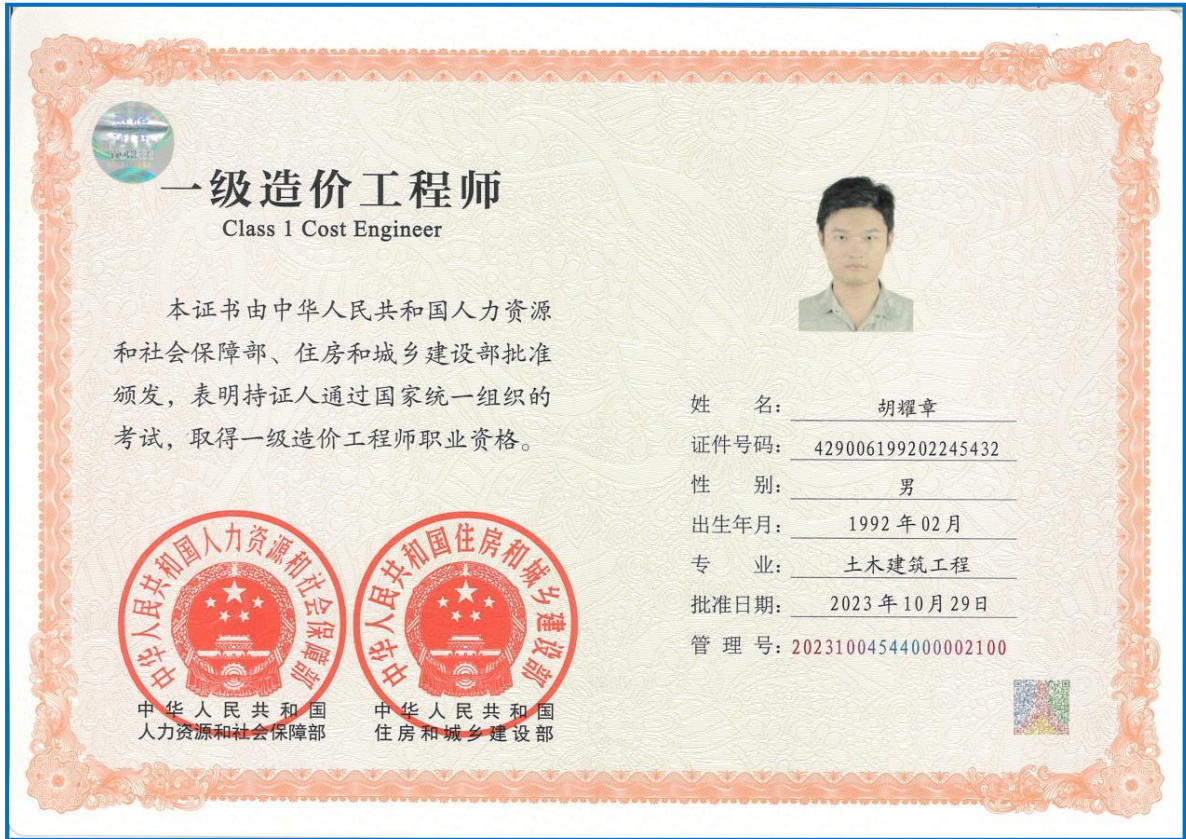 一级造价工程师
Class 1 Cost Engineer
本证书由中华人民共和国人力资源
和社会保障部、住房和城乡建设部批准
颁发，表明持证人通过国家统一组织的
考试，取得一级造价工程师职业资格。
姓 名：胡耀章
证件号码：429006199202245432
性 别：男
出生年月：1992年02月
专 业：土木建筑工程
批准日期：2023年10月29日
管 理 号：20231004544000002100
中华人民共和国人力资源和社会保障部
中华人民共和国住房和城乡建设部
中华人民共和国
人力资源和社会保障部
中华人民共和国
住房和城乡建设部